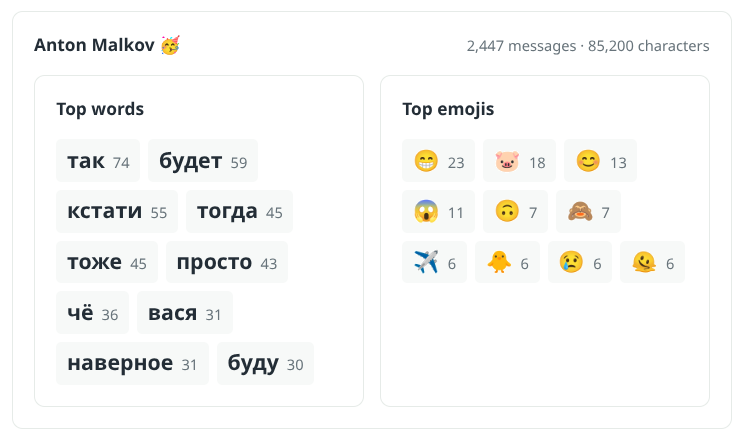 Anton Malkov 🥳
2,447 messages · 85,200 characters
Top words
так 74 будет 59
кстати 55 тогда 45
тоже 45 просто 43
чё 36 вася 31
наверное 31 буду 30
Top emojis
😁 23 🐷 18 😊 13
😱 11 🙃 7 🙈 7
✈️ 6 🐥 6 😢 6 🫠 6